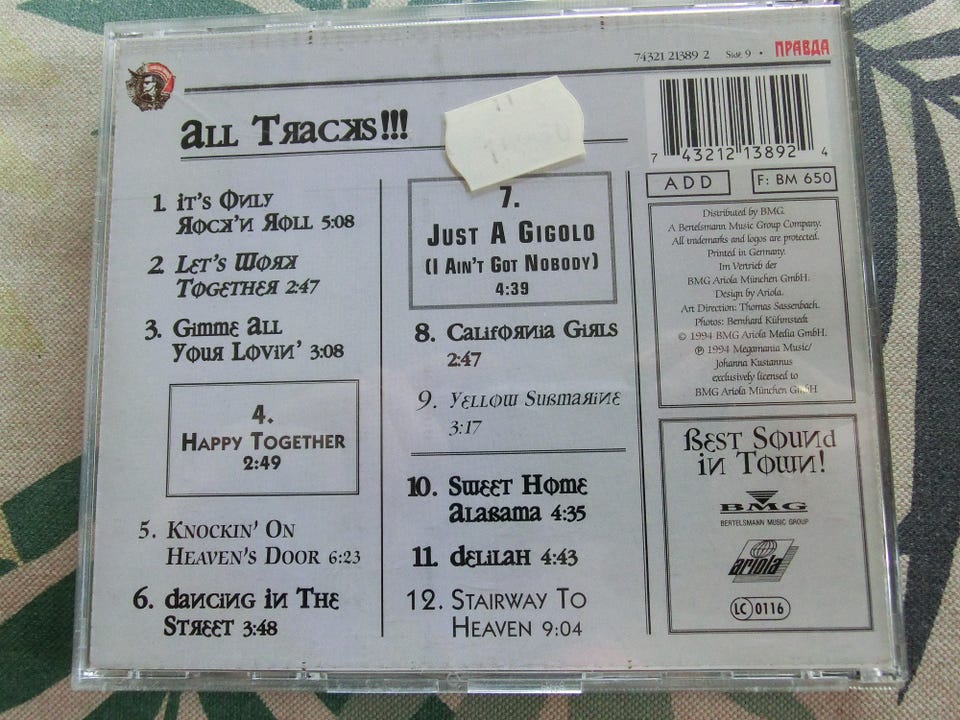 74321 21389 2 Side 9 • ПРАВДА
ALL TRACKS!!!
7 43212 13892 4
ADD
F: BM 650
1. IT'S ONLY
ROCK'N ROLL 5:08
2. LET'S WORK
TOGETHER 2:47
3. GIMME ALL
YOUR LOVIN' 3:08
4.
HAPPY TOGETHER
2:49
5. KNOCKIN' ON
HEAVEN'S DOOR 6:23
6. DANCING IN THE
STREET 3:48
7.
JUST A GIGOLO
(I AIN'T GOT NOBODY)
4:39
8. CALIFORNIA GIRLS
2:47
9. YELLOW SUBMARINE
3:17
10. SWEET HOME
ALABAMA 4:35
11. DELILAH 4:43
12. STAIRWAY TO
HEAVEN 9:04
Distributed by BMG.
A Bertelsmann Music Group Company.
All trademarks and logos are protected.
Printed in Germany.
Im Vertrieb der
BMG Ariola München GmbH.
Design by Ariola.
Art Direction: Thomas Sassenbach.
Photos: Bernhard Kühmstedt
© 1994 BMG Ariola Media GmbH.
℗ 1994 Megamania Music/
Johanna Kustannus
exclusively licensed to
BMG Ariola München GmbH
BEST SOUND
IN TOWN!
BMG
BERTELSMANN MUSIC GROUP
ariola
LC 0116